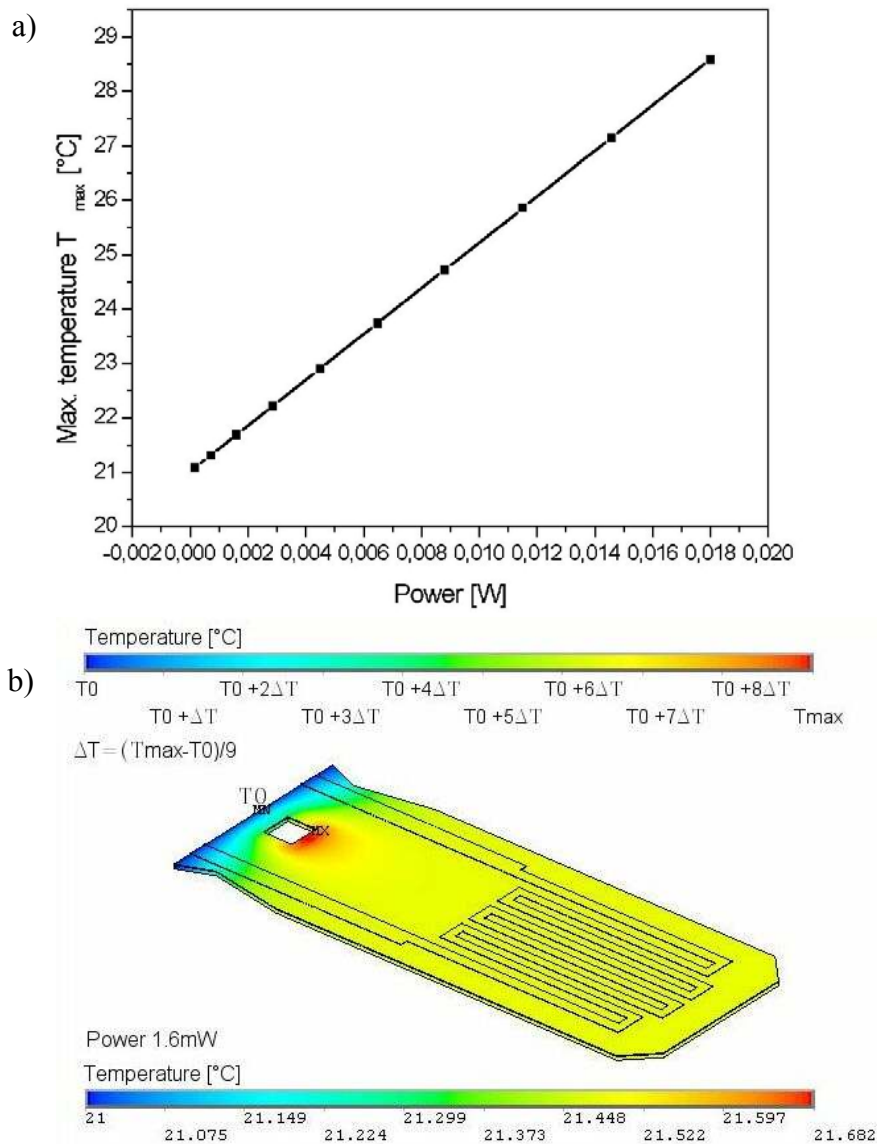 a)
29
28
27
26
25
24
23
22
21
20
Max. temperature T max [°C]
-0,002 0,000 0,002 0,004 0,006 0,008 0,010 0,012 0,014 0,016 0,018 0,020
Power [W]
b)
Temperature [°C]
T0 T0 +2ΔT T0 +4ΔT T0 +6ΔT T0 +8ΔT
T0 +ΔT T0 +3ΔT T0 +5ΔT T0 +7ΔT Tmax
ΔT=(Tmax-T0)/9
T0
MN
MX
Power 1.6mW
Temperature [°C]
21 21.149 21.299 21.448 21.597
21.075 21.224 21.373 21.522 21.682